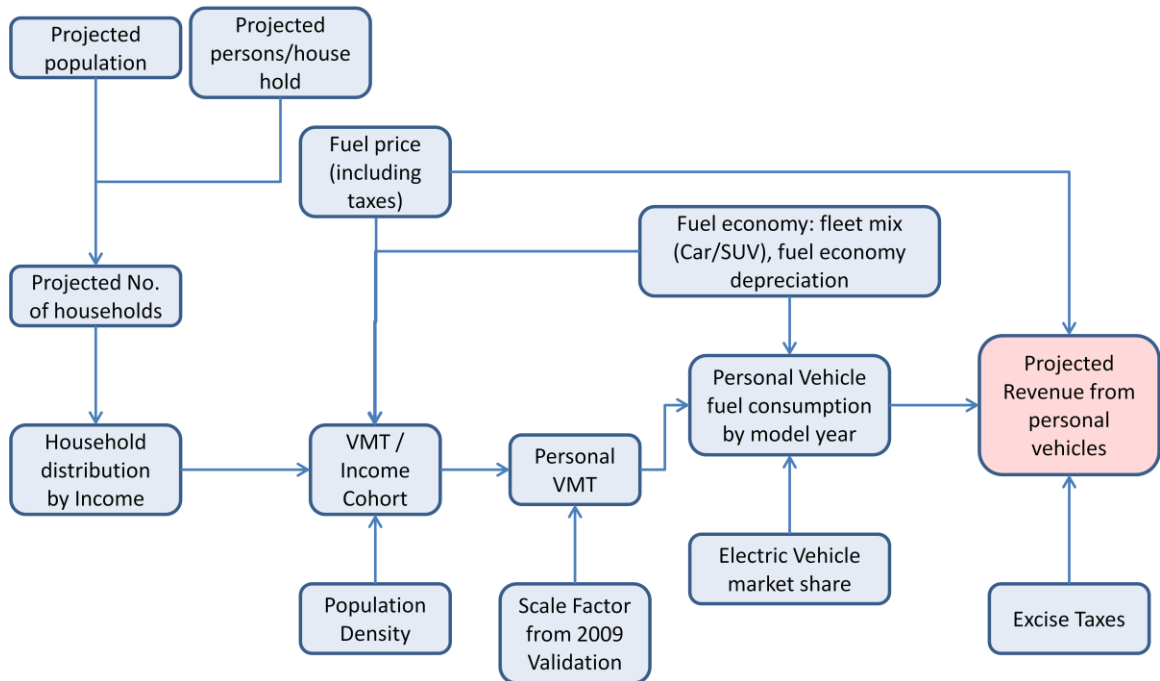 Projected
population
Projected
persons/house
hold
Fuel price
(including
taxes)
Fuel economy: fleet mix
(Car/SUV), fuel economy
depreciation
Projected No.
of households
Personal Vehicle
fuel consumption
by model year
Projected
Revenue from
personal
vehicles
Household
distribution
by Income
VMT /
Income
Cohort
Personal
VMT
Electric Vehicle
market share
Population
Density
Scale Factor
from 2009
Validation
Excise Taxes